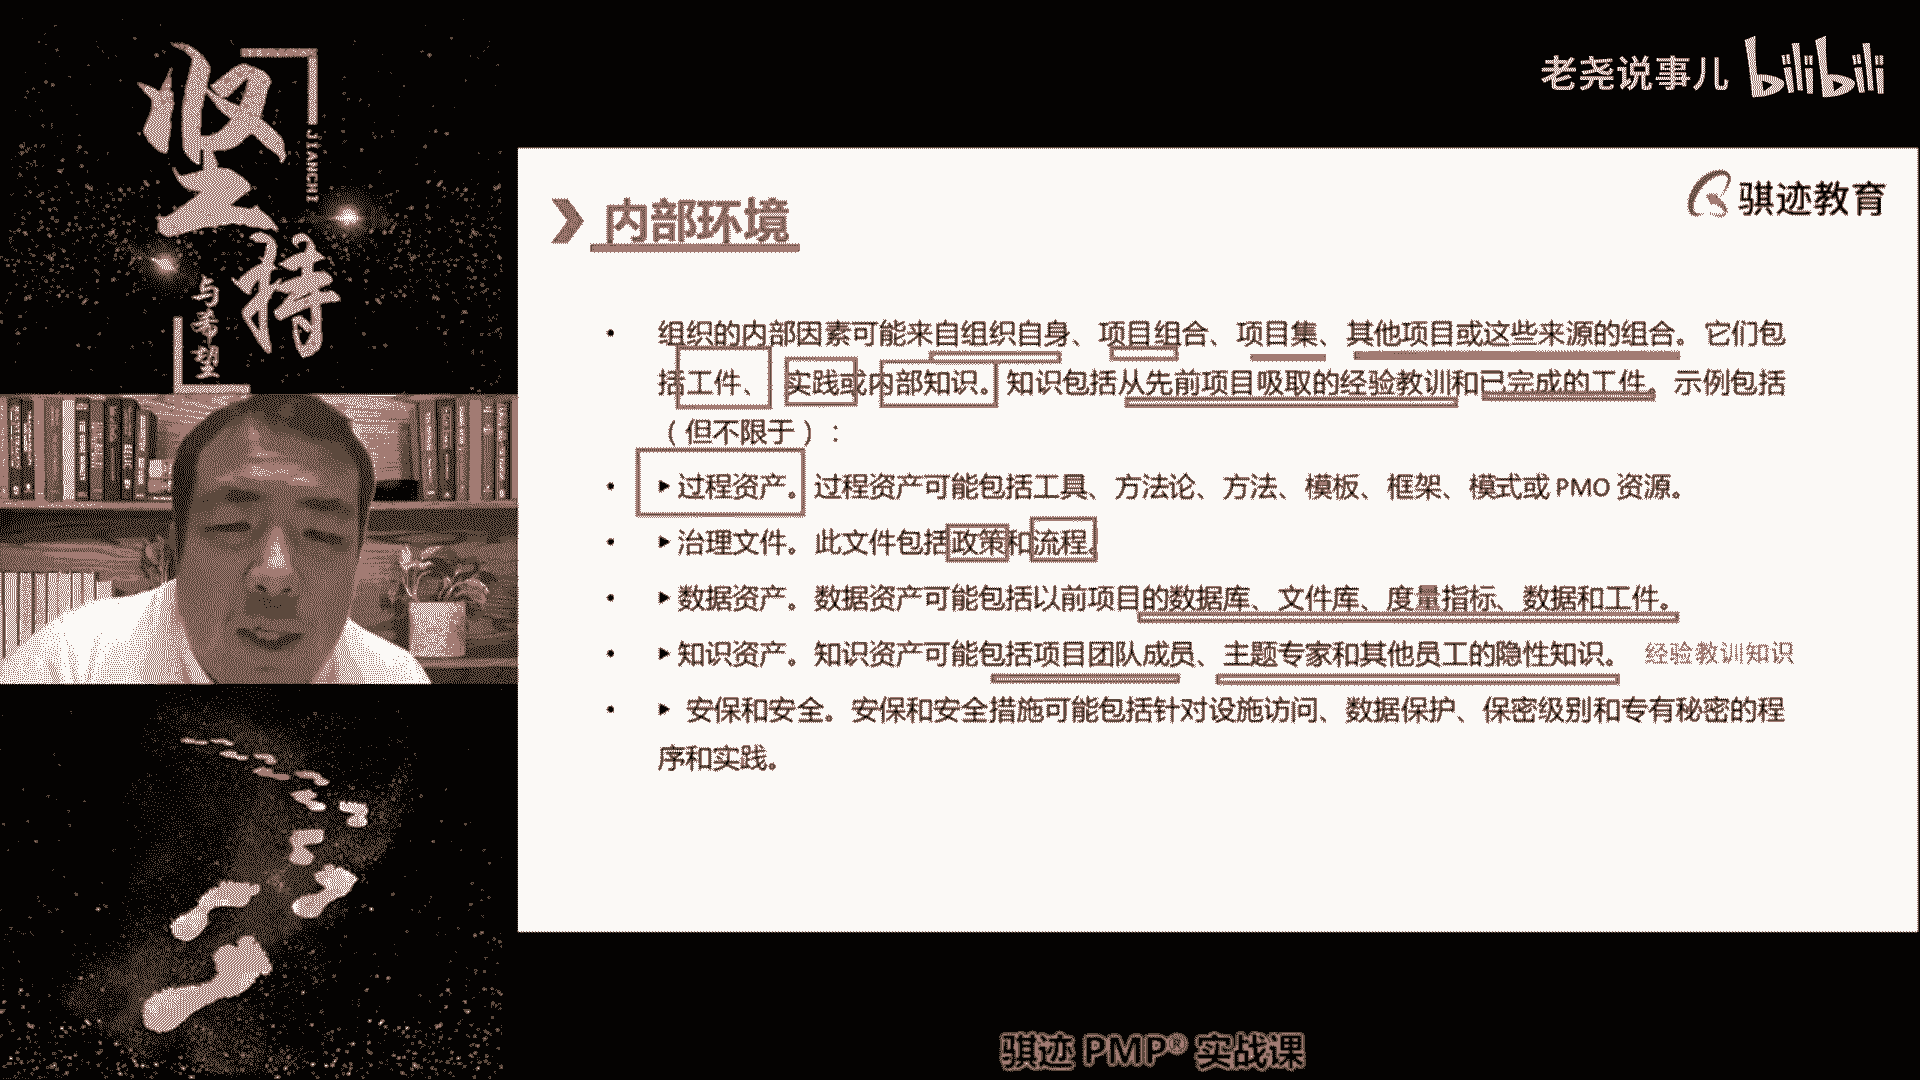 坚持
JIANCHI
与希望
老尧说事儿 bilibili
骐迹教育
内部环境
• 组织的内部因素可能来自组织自身、项目组合、项目集、其他项目或这些来源的组合。它们包
括工件、实践或内部知识。知识包括从先前项目吸取的经验教训和已完成的工件。示例包括
（但不限于）：
• ▶过程资产。过程资产可能包括工具、方法论、方法、模板、框架、模式或 PMO 资源。
• ▶治理文件。此文件包括政策和流程。
• ▶数据资产。数据资产可能包括以前项目的数据库、文件库、度量指标、数据和工件。
• ▶知识资产。知识资产可能包括项目团队成员、主题专家和其他员工的隐性知识。 经验教训知识
• ▶ 安保和安全。安保和安全措施可能包括针对设施访问、数据保护、保密级别和专有秘密的程
序和实践。
骐迹 PMP® 实战课